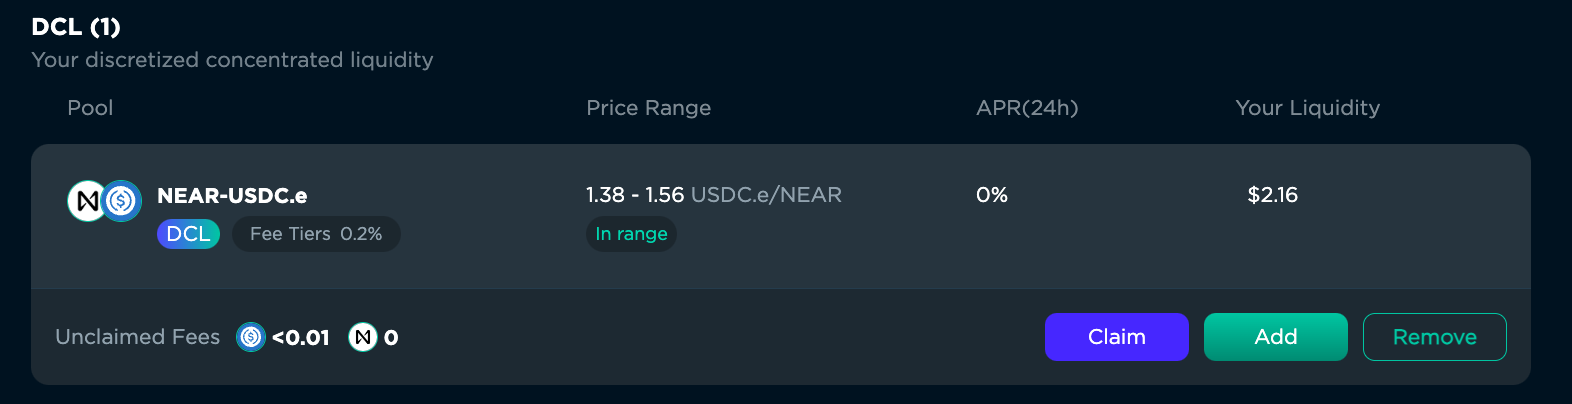 DCL (1)
Your discretized concentrated liquidity
Pool Price Range APR(24h) Your Liquidity
NEAR-USDC.e 1.38 - 1.56 USDC.e/NEAR 0% $2.16
DCL Fee Tiers 0.2% In range
Unclaimed Fees <0.01 0 Claim Add Remove